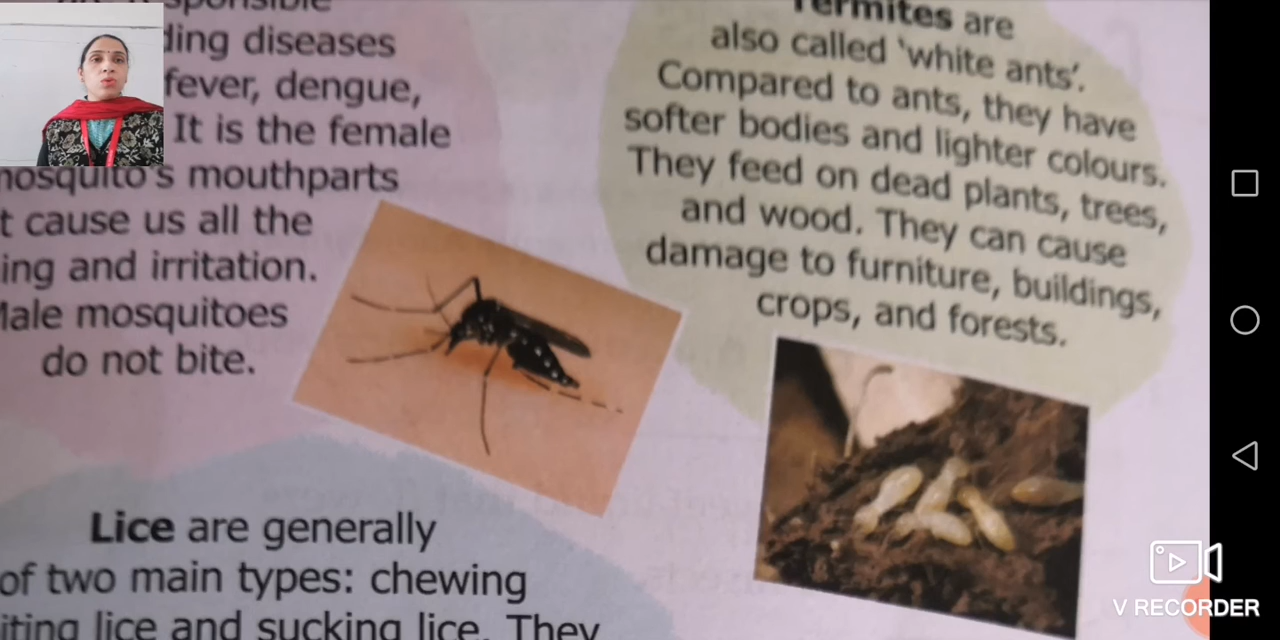 ding diseases
fever, dengue,
It is the female
mosquito's mouthparts
t cause us all the
ing and irritation.
Male mosquitoes
do not bite.
Termites are
also called 'white ants'.
Compared to ants, they have
softer bodies and lighter colours.
They feed on dead plants, trees,
and wood. They can cause
damage to furniture, buildings,
crops, and forests.
Lice are generally
of two main types: chewing
iting lice and sucking lice. They
V RECORDER